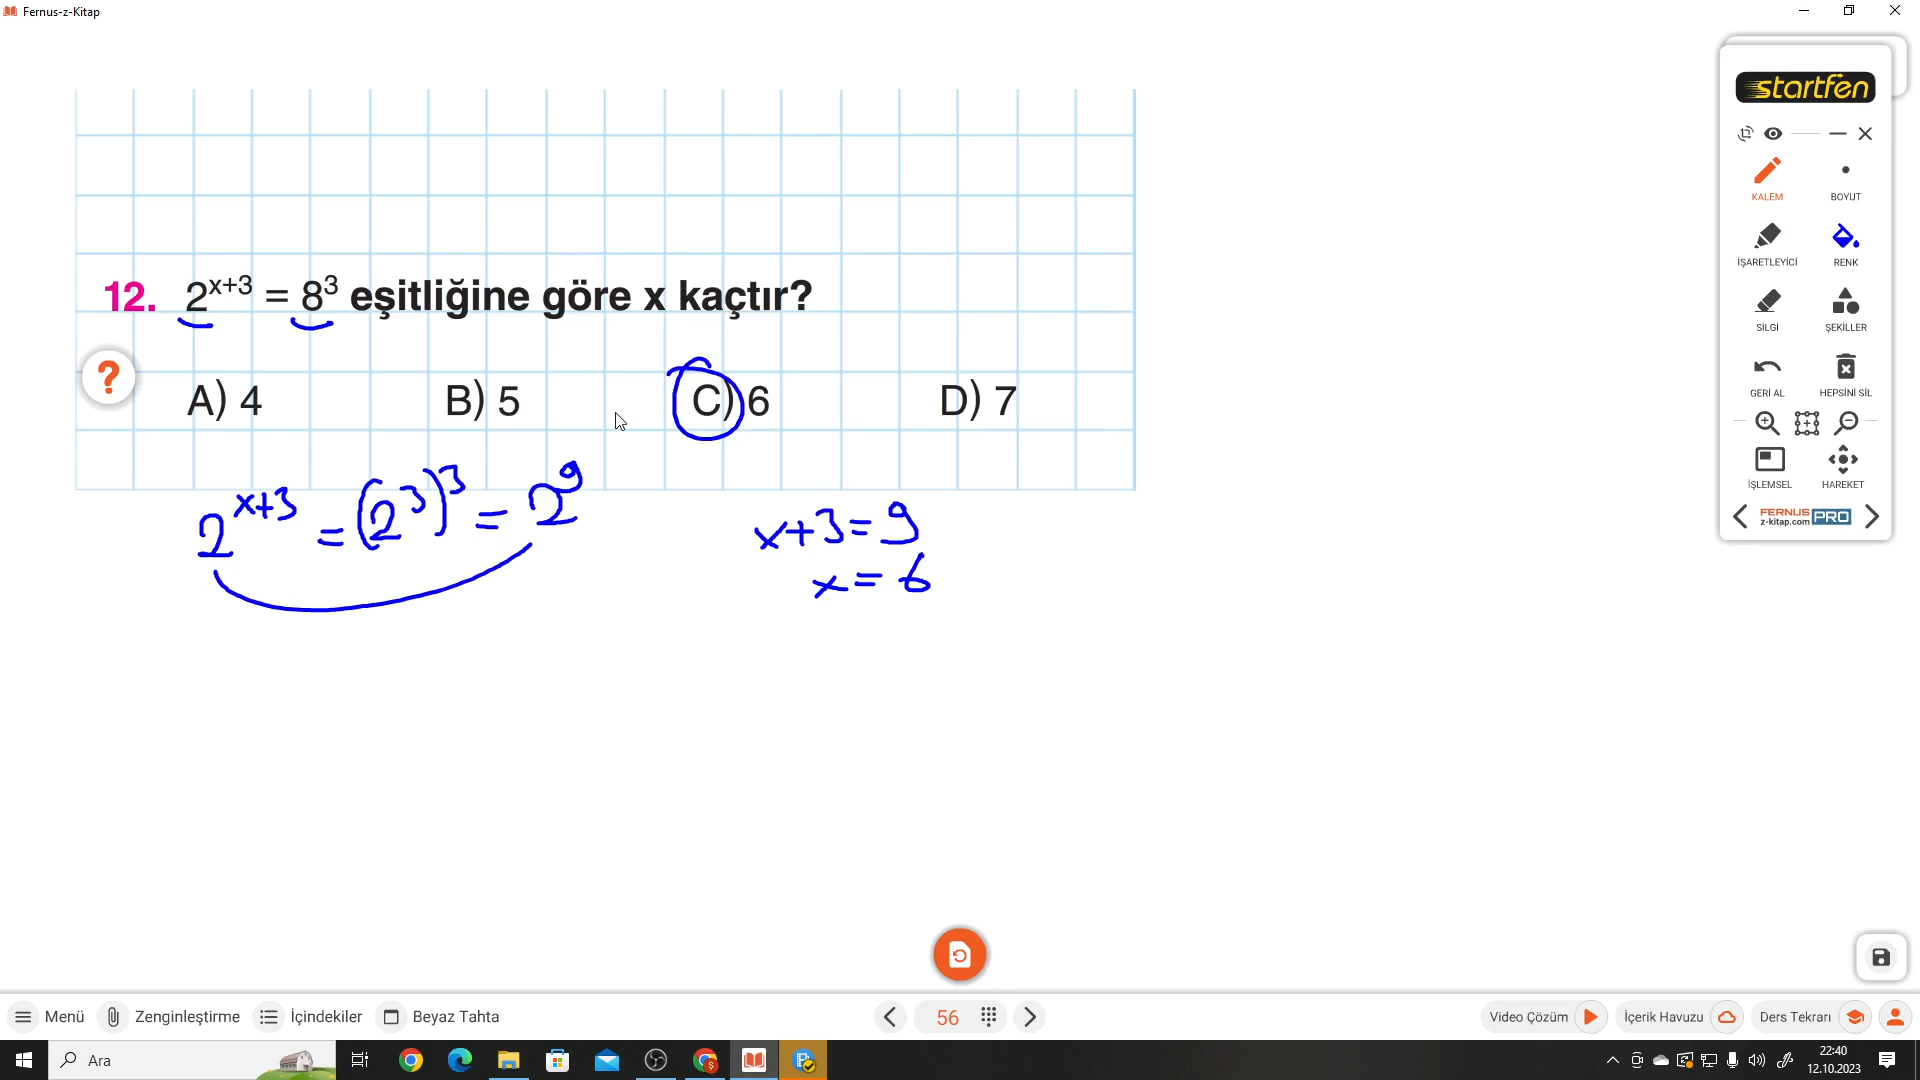 Fernus-z-Kitap
startfen
KALEM BOYUT
İŞARETLEYİCİ RENK
SİLGİ ŞEKİLLER
GERİ AL HEPSİNİ SİL
İŞLEMSEL HAREKET
FERNUS
z-kitap.com PRO
12. 2^{x+3} = 8^3 eşitliğine göre x kaçtır?
?
A) 4 B) 5 C) 6 D) 7
2^{x+3} = (2^3)^3 = 2^9
x+3=9
x=6
Menü Zenginleştirme İçindekiler Beyaz Tahta 56 Video Çözüm İçerik Havuzu Ders Tekrarı
Ara
22:40
12.10.2023